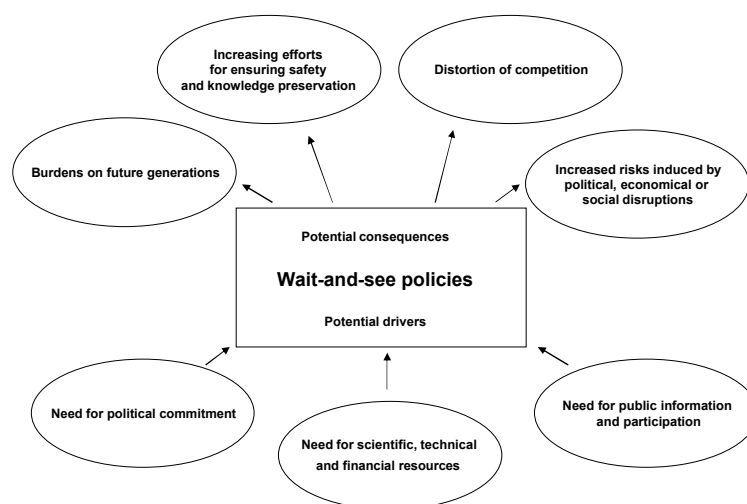 Increasing efforts
for ensuring safety
and knowledge preservation
Distortion of competition
Burdens on future generations
Increased risks induced by
political, economical or
social disruptions
Potential consequences
Wait-and-see policies
Potential drivers
Need for political commitment
Need for scientific, technical
and financial resources
Need for public information
and participation